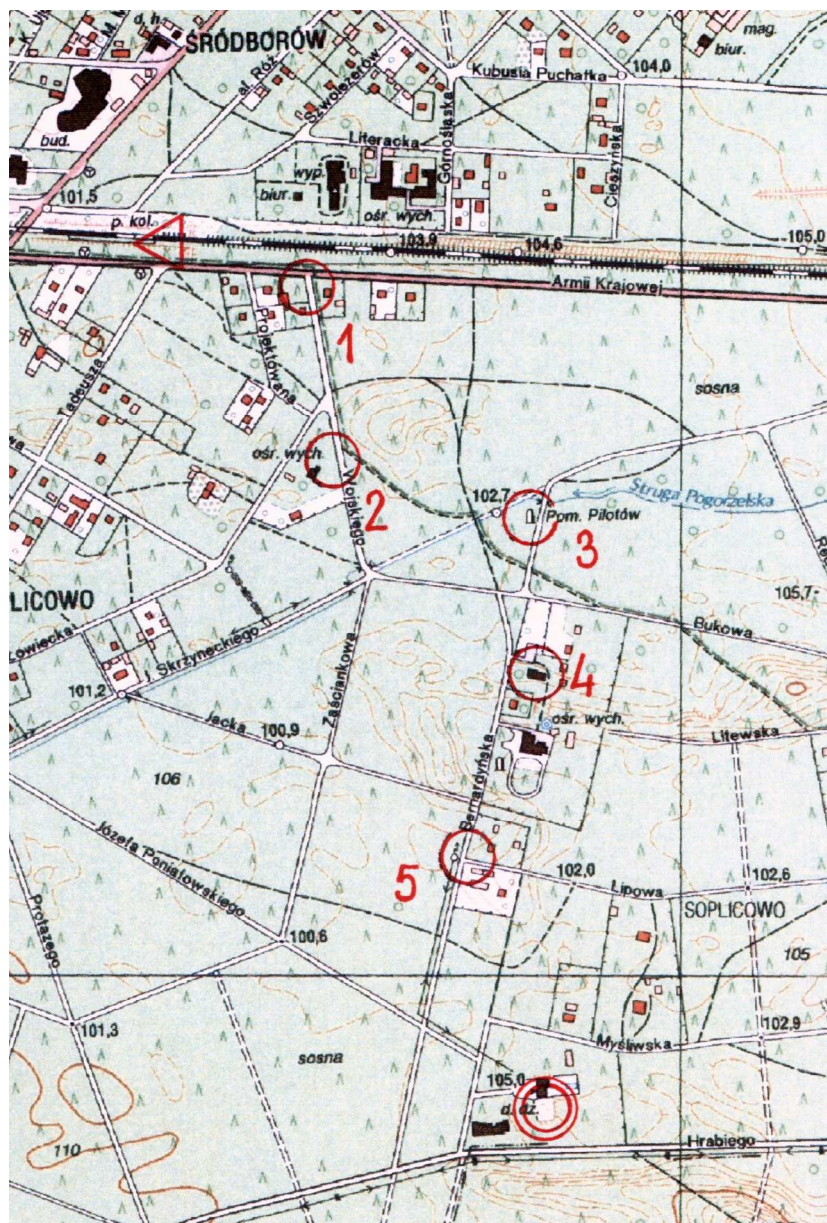 d. h.
ŚRÓDBORÓW
mag.
biur.
al. Róż
Szwoleżerów
Kubusia Puchatka
104,0
Literacka
Górnośląska
Cieszyńska
bud.
wyp.
biur.
ośr. wych.
101,5
p. kol.
103,9
104,6
105,0
Armii Krajowej
1
Projektowana
Tadeusza
sosna
ośr. wych.
2
Wojskiego
102,7
Struga Pogorzelska
Pom. Pilotów
3
105,7
LICOWO
Łowiecka
Skrzyneckiego
Bukowa
Zaściankowa
4
101,2
Jacka
100,9
ośr. wych.
Litewska
106
Bernardyńska
Józefa Poniatowskiego
5
102,0
Lipowa
102,6
Protazego
SOPLICOWO
100,6
105
101,3
sosna
Myśliwska
102,9
105,0
d. dz.
110
Hrabiego